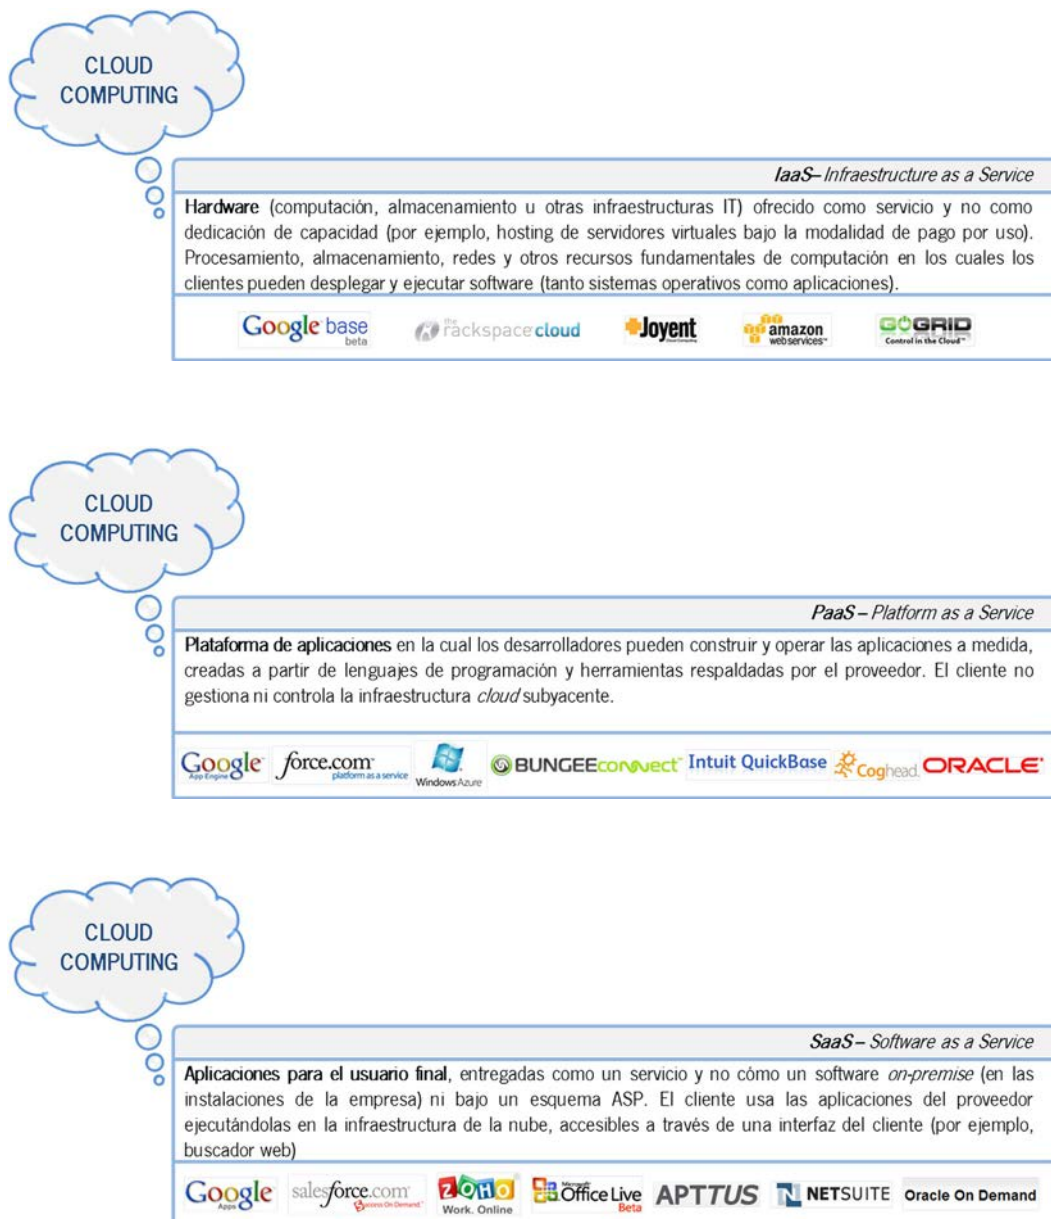 CLOUD
COMPUTING
IaaS– Infraestructure as a Service
Hardware (computación, almacenamiento u otras infraestructuras IT) ofrecido como servicio y no como
dedicación de capacidad (por ejemplo, hosting de servidores virtuales bajo la modalidad de pago por uso).
Procesamiento, almacenamiento, redes y otros recursos fundamentales de computación en los cuales los
clientes pueden desplegar y ejecutar software (tanto sistemas operativos como aplicaciones).
Google base beta
the rackspace cloud
Joyent
amazon webservices™
GOGRID Control in the Cloud™
CLOUD
COMPUTING
PaaS – Platform as a Service
Plataforma de aplicaciones en la cual los desarrolladores pueden construir y operar las aplicaciones a medida,
creadas a partir de lenguajes de programación y herramientas respaldadas por el proveedor. El cliente no
gestiona ni controla la infraestructura cloud subyacente.
Google App Engine
force.com platform as a service
Windows Azure
BUNGEEconnect
Intuit QuickBase
Coghead
ORACLE
CLOUD
COMPUTING
SaaS – Software as a Service
Aplicaciones para el usuario final, entregadas como un servicio y no cómo un software on-premise (en las
instalaciones de la empresa) ni bajo un esquema ASP. El cliente usa las aplicaciones del proveedor
ejecutándolas en la infraestructura de la nube, accesibles a través de una interfaz del cliente (por ejemplo,
buscador web)
Google Apps
salesforce.com Success On Demand
ZOHO Work. Online
Microsoft Office Live Beta
APTTUS
N NETSUITE
Oracle On Demand